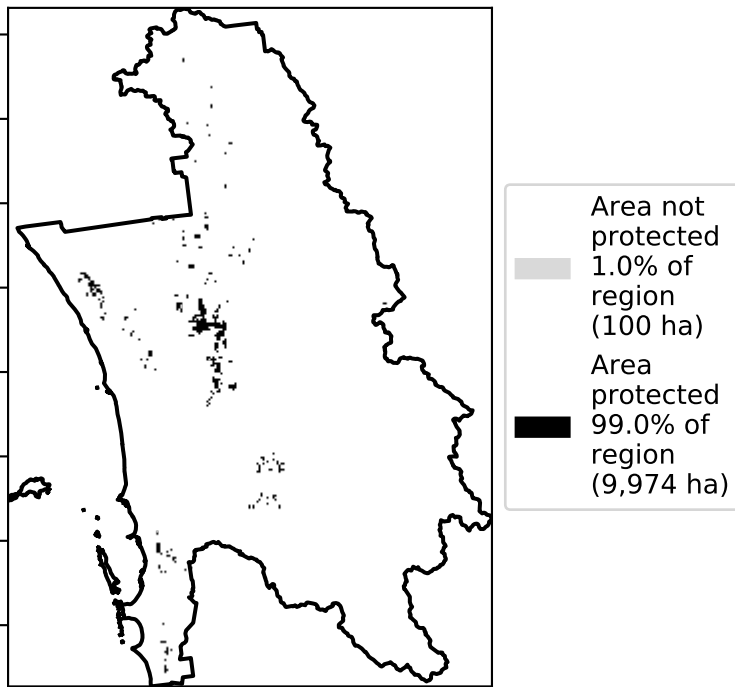 Area not
protected
1.0% of
region
(100 ha)
Area
protected
99.0% of
region
(9,974 ha)